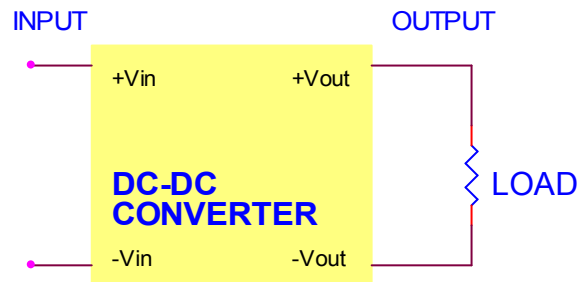 INPUT
OUTPUT
+Vin
+Vout
DC-DC
CONVERTER
LOAD
-Vin
-Vout